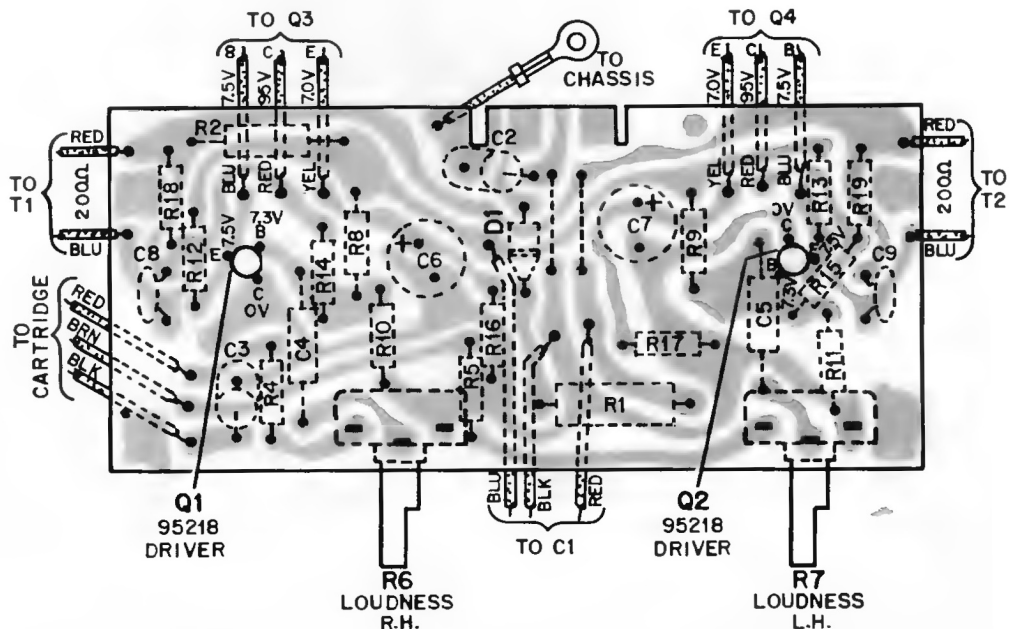 TO Q3
B C E
7.5V 95V 7.0V
TO CHASSIS
TO Q4
E C B
7.0V 95V 7.5V
RED
TO T1
200Ω
BLU
R2
BLU RED YEL
C2
YEL RED BLU
RED
TO T2
200Ω
BLU
R18
R12
C8
E 7.5V
7.3V
B
C
0V
R14
R8
C6
+
D1
C7
+
R9
0V
C
B
E
7.3V
R13
R19
R15
C9
C5
TO CARTRIDGE
RED
BRN
BLK
C3
R4
C4
R10
R5
R16
R17
R1
R11
BLU BLK RED
TO C1
Q1
95218
DRIVER
Q2
95218
DRIVER
R6
LOUDNESS
R.H.
R7
LOUDNESS
L.H.